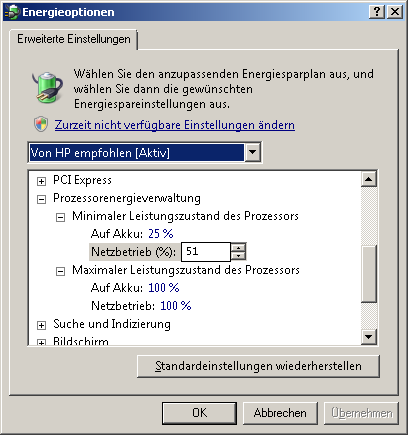 Energieoptionen
Erweiterte Einstellungen
Wählen Sie den anzupassenden Energiesparplan aus, und
wählen Sie dann die gewünschten
Energiespareinstellungen aus.
Zurzeit nicht verfügbare Einstellungen ändern
Von HP empfohlen [Aktiv]
PCI Express
Prozessorenergieverwaltung
Minimaler Leistungszustand des Prozessors
Auf Akku: 25 %
Netzbetrieb (%): 51
Maximaler Leistungszustand des Prozessors
Auf Akku: 100 %
Netzbetrieb: 100 %
Suche und Indizierung
Bildschirm
Standardeinstellungen wiederherstellen
OK Abbrechen Übernehmen